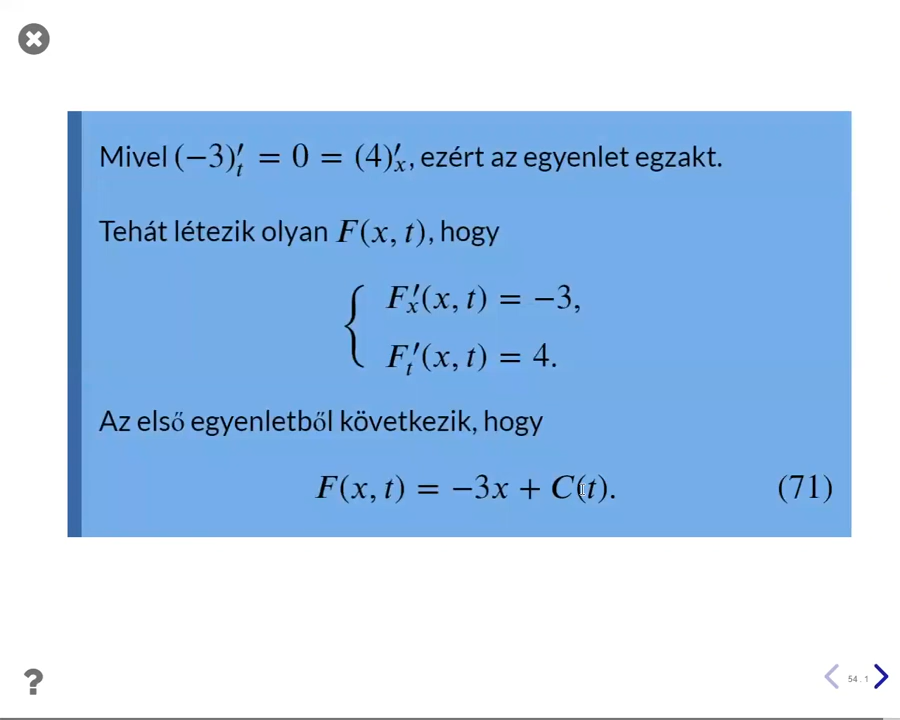 Mivel (−3)′ₜ = 0 = (4)′ₓ, ezért az egyenlet egzakt.
Tehát létezik olyan F(x, t), hogy
F′ₓ(x, t) = −3,
F′ₜ(x, t) = 4.
Az első egyenletből következik, hogy
F(x, t) = −3x + C(t). (71)
?
54 . 1